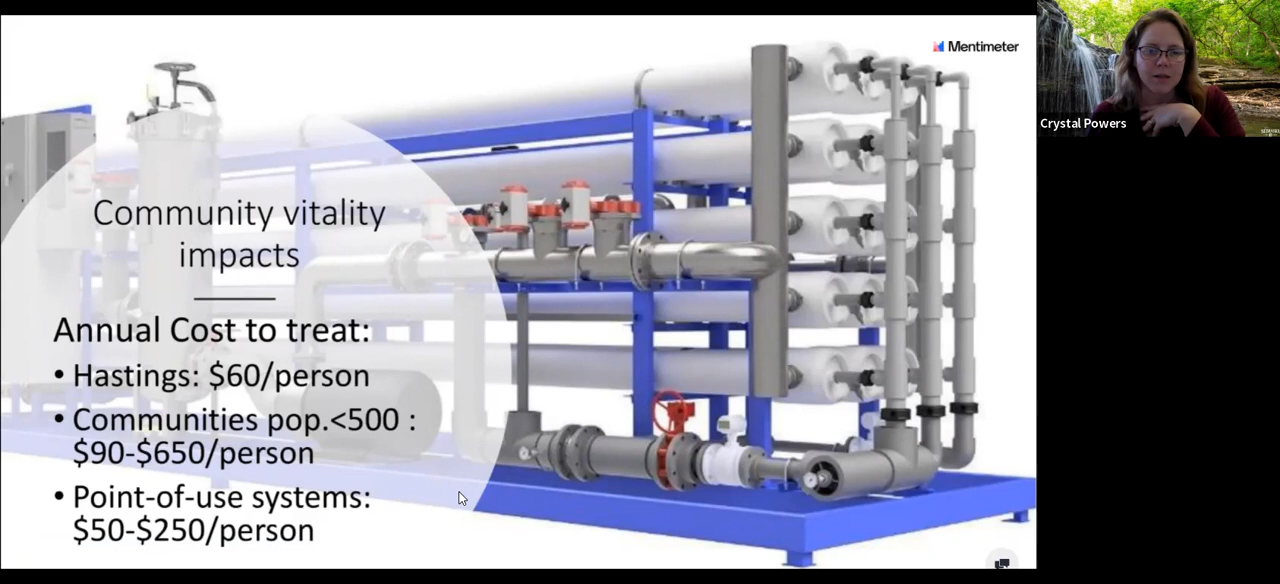 Mentimeter
Crystal Powers
Community vitality
impacts
Annual Cost to treat:
• Hastings: $60/person
• Communities pop.<500 :
$90-$650/person
• Point-of-use systems:
$50-$250/person